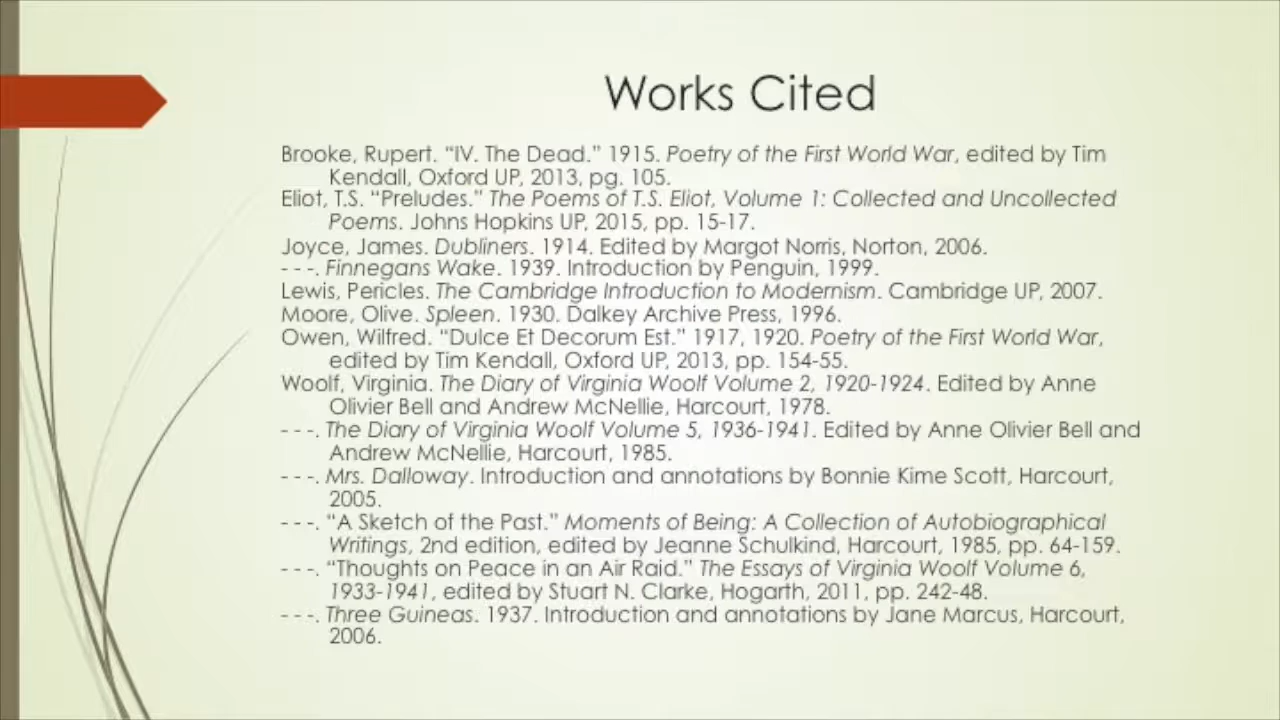 Works Cited
Brooke, Rupert. “IV. The Dead.” 1915. Poetry of the First World War, edited by Tim
Kendall, Oxford UP, 2013, pg. 105.
Eliot, T.S. “Preludes.” The Poems of T.S. Eliot, Volume 1: Collected and Uncollected
Poems. Johns Hopkins UP, 2015, pp. 15-17.
Joyce, James. Dubliners. 1914. Edited by Margot Norris, Norton, 2006.
- - -. Finnegans Wake. 1939. Introduction by Penguin, 1999.
Lewis, Pericles. The Cambridge Introduction to Modernism. Cambridge UP, 2007.
Moore, Olive. Spleen. 1930. Dalkey Archive Press, 1996.
Owen, Wilfred. “Dulce Et Decorum Est.” 1917, 1920. Poetry of the First World War,
edited by Tim Kendall, Oxford UP, 2013, pp. 154-55.
Woolf, Virginia. The Diary of Virginia Woolf Volume 2, 1920-1924. Edited by Anne
Olivier Bell and Andrew McNellie, Harcourt, 1978.
- - -. The Diary of Virginia Woolf Volume 5, 1936-1941. Edited by Anne Olivier Bell and
Andrew McNellie, Harcourt, 1985.
- - -. Mrs. Dalloway. Introduction and annotations by Bonnie Kime Scott, Harcourt,
2005.
- - -. “A Sketch of the Past.” Moments of Being: A Collection of Autobiographical
Writings, 2nd edition, edited by Jeanne Schulkind, Harcourt, 1985, pp. 64-159.
- - -. “Thoughts on Peace in an Air Raid.” The Essays of Virginia Woolf Volume 6,
1933-1941, edited by Stuart N. Clarke, Hogarth, 2011, pp. 242-48.
- - -. Three Guineas. 1937. Introduction and annotations by Jane Marcus, Harcourt,
2006.